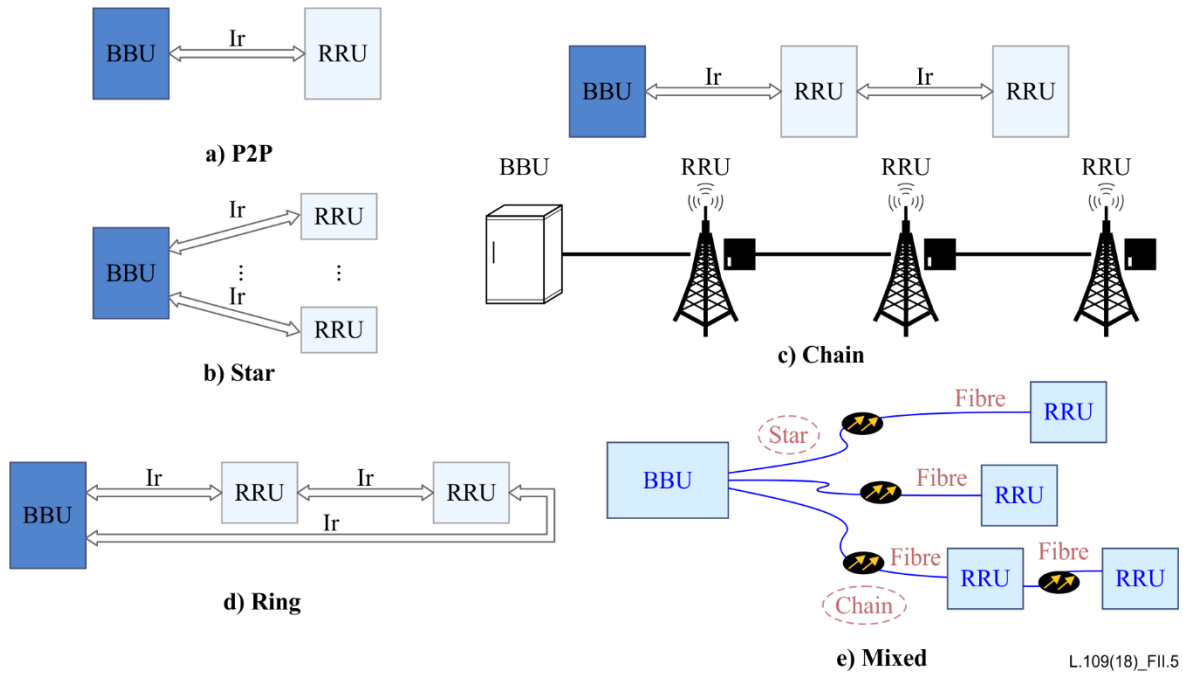 BBU
Ir
RRU
a) P2P
BBU
Ir
RRU
⋮
⋮
Ir
RRU
b) Star
BBU
Ir
RRU
Ir
RRU
BBU
RRU
RRU
RRU
c) Chain
BBU
Ir
RRU
Ir
RRU
Ir
d) Ring
BBU
Star
Fibre
RRU
Fibre
RRU
Fibre
RRU
Fibre
RRU
Chain
e) Mixed
L.109(18)_FII.5